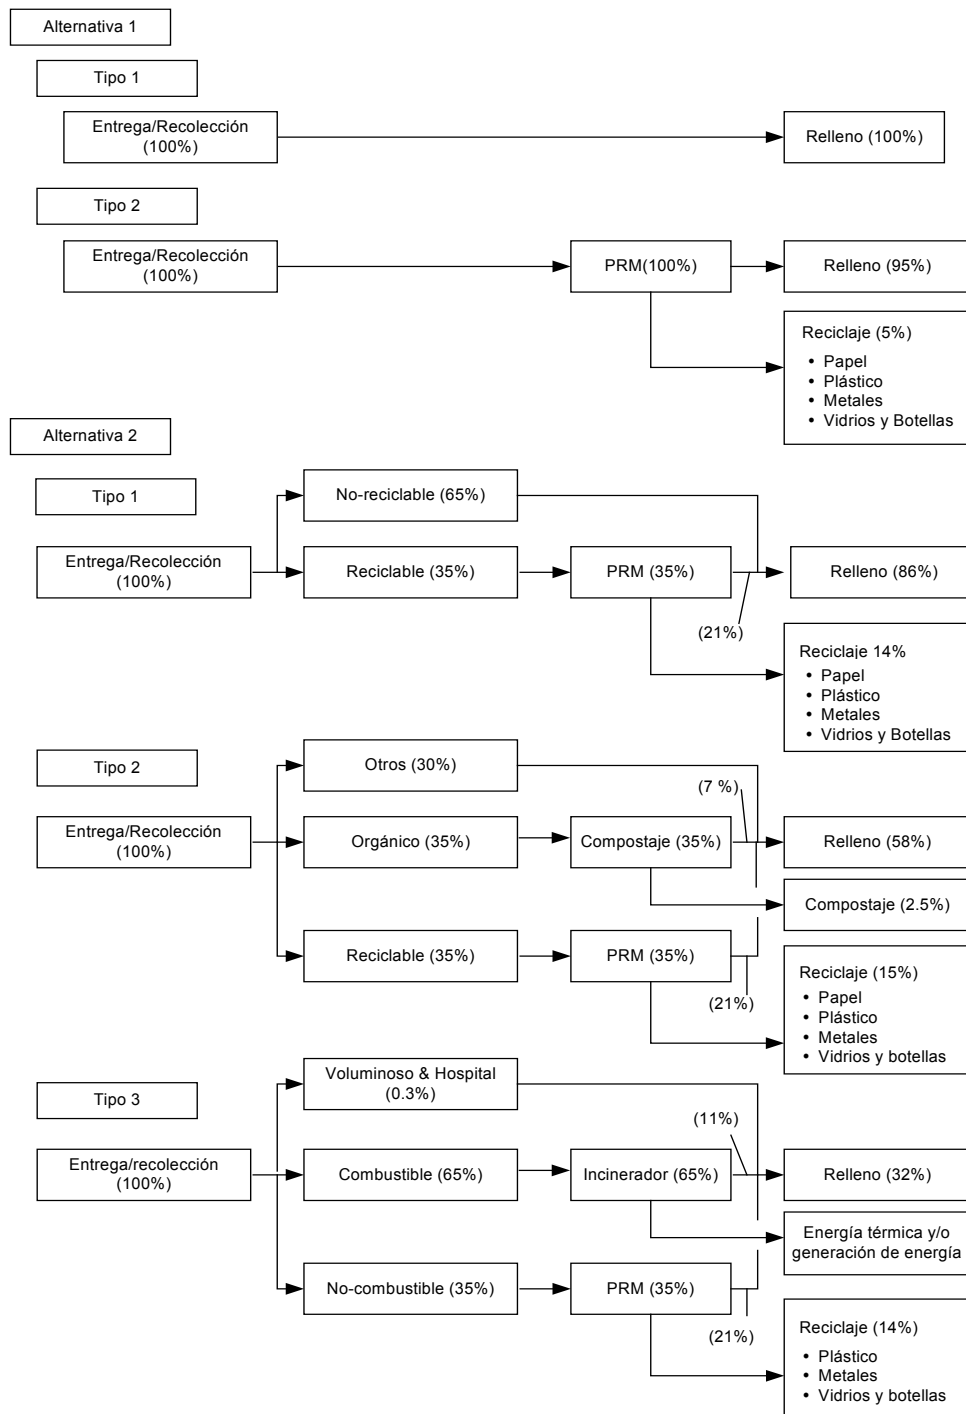 Alternativa 1
Tipo 1
Entrega/Recolección
(100%)
Relleno (100%)
Tipo 2
Entrega/Recolección
(100%)
PRM(100%)
Relleno (95%)
Reciclaje (5%)
• Papel
• Plástico
• Metales
• Vidrios y Botellas
Alternativa 2
Tipo 1
No-reciclable (65%)
Entrega/Recolección
(100%)
Reciclable (35%)
PRM (35%)
Relleno (86%)
(21%)
Reciclaje 14%
• Papel
• Plástico
• Metales
• Vidrios y Botellas
Tipo 2
Otros (30%)
(7 %)
Entrega/Recolección
(100%)
Orgánico (35%)
Compostaje (35%)
Relleno (58%)
Compostaje (2.5%)
Reciclable (35%)
PRM (35%)
(21%)
Reciclaje (15%)
• Papel
• Plástico
• Metales
• Vidrios y botellas
Tipo 3
Voluminoso & Hospital
(0.3%)
(11%)
Entrega/recolección
(100%)
Combustible (65%)
Incinerador (65%)
Relleno (32%)
Energía térmica y/o
generación de energía
No-combustible (35%)
PRM (35%)
(21%)
Reciclaje (14%)
• Plástico
• Metales
• Vidrios y botellas